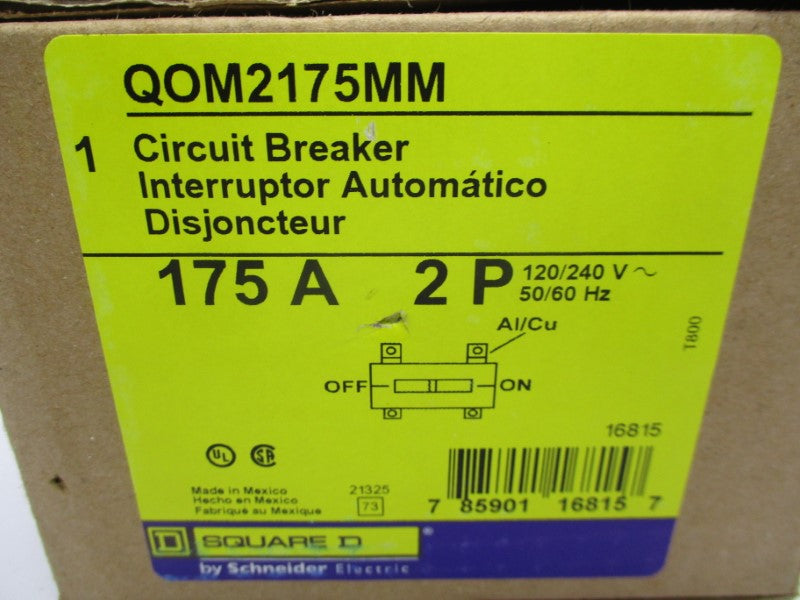 QOM2175MM
1 Circuit Breaker
Interruptor Automático
Disjoncteur
175 A 2 P 120/240 V ~
50/60 Hz
Al/Cu
T800
OFF ON
16815
UL SA
Made in Mexico
Hecho en Mexico
Fabriqué au Mexique
21325
73
7 85901 16815 7
D SQUARE D
by Schneider Electric